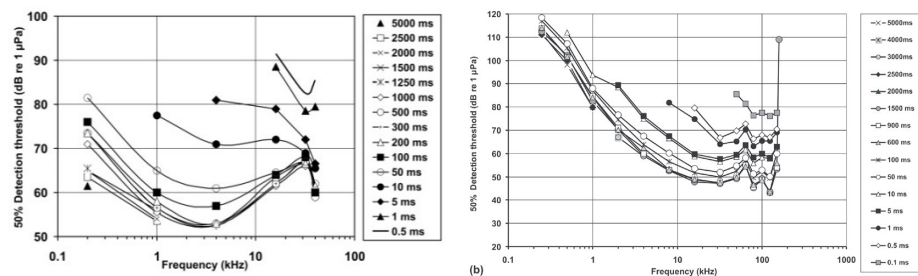 50% Detection threshold (dB re 1 µPa)
100
90
80
70
60
50
0.1
1
10
100
Frequency (kHz)
5000 ms
2500 ms
2000 ms
1500 ms
1250 ms
1000 ms
500 ms
300 ms
200 ms
100 ms
50 ms
10 ms
5 ms
1 ms
0.5 ms
50% Detection threshold (dB re 1 µPa)
120
110
100
90
80
70
60
50
40
30
20
0.1
1
10
100
Frequency (kHz)
(b)
5000ms
4000ms
3000ms
2500ms
2000ms
1500 ms
900 ms
600 ms
100 ms
50 ms
10 ms
5 ms
1 ms
0.5 ms
0.1 ms